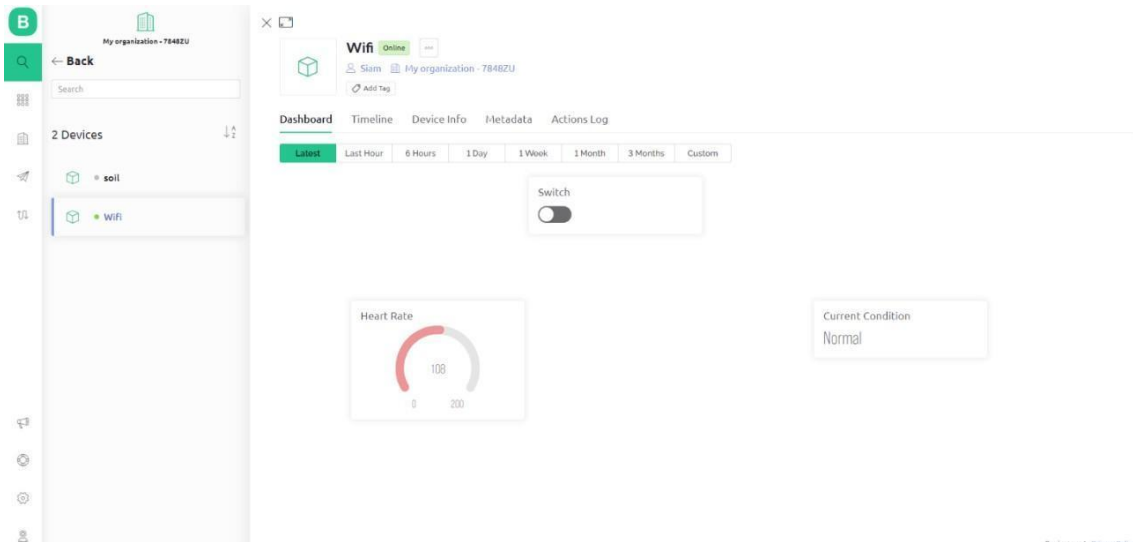 B
My organization - 7848ZU
← Back
Search
2 Devices
soil
Wifi
Wifi Online
Siam My organization - 7848ZU
Add Tag
Dashboard Timeline Device Info Metadata Actions Log
Latest Last Hour 6 Hours 1 Day 1 Week 1 Month 3 Months Custom
Switch
Heart Rate
108
0 200
Current Condition
Normal